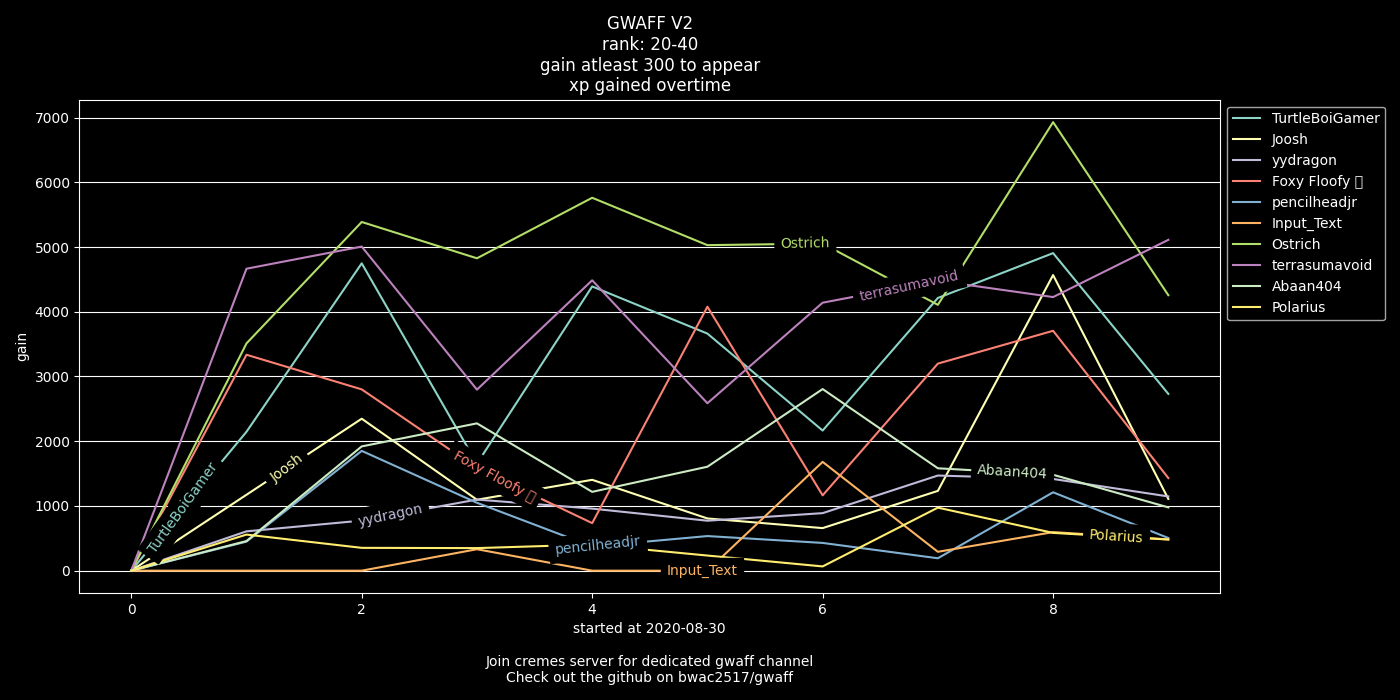 GWAFF V2
rank: 20-40
gain atleast 300 to appear
xp gained overtime
gain
7000
6000
5000
4000
3000
2000
1000
0
TurtleBoiGamer
Joosh
yydragon
Foxy Floofy
pencilheadjr
Input_Text
Ostrich
terrasumavoid
Abaan404
Polarius
0 2 4 6 8
started at 2020-08-30
Join cremes server for dedicated gwaff channel
Check out the github on bwac2517/gwaff
TurtleBoiGamer
Joosh
yydragon
Foxy Floofy
pencilheadjr
Input_Text
Ostrich
terrasumavoid
Abaan404
Polarius